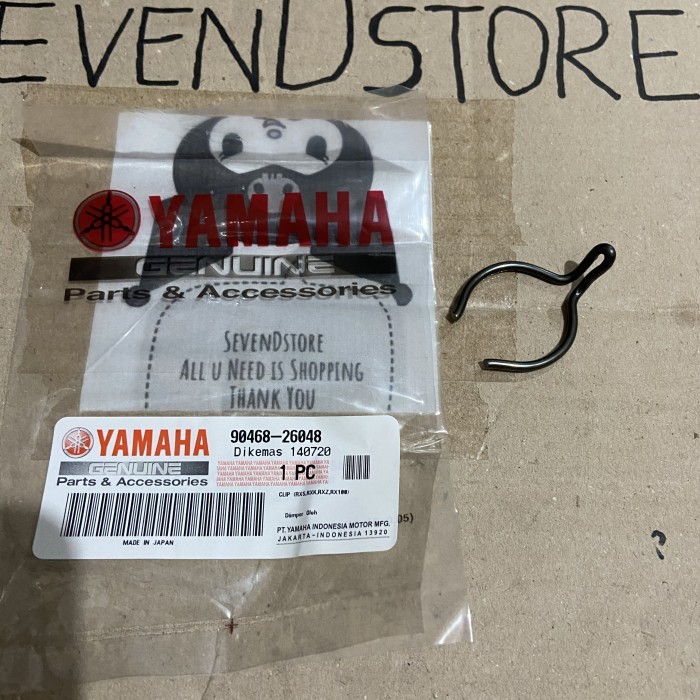 EVENDSTORE
YAMAHA
GENUINE
Parts & Accessories
SEVENDSTORE
ALL U NEED IS SHOPPING
THANK YOU
YAMAHA
GENUINE
Parts & Accessories
MADE IN JAPAN
90468-26048
Dikemas 140720
1 PC
CLIP (RXS,RXK,RXZ,RX100)
Diimpor Oleh
PT. YAMAHA INDONESIA MOTOR MFG.
JAKARTA-INDONESIA 13920
05)
?